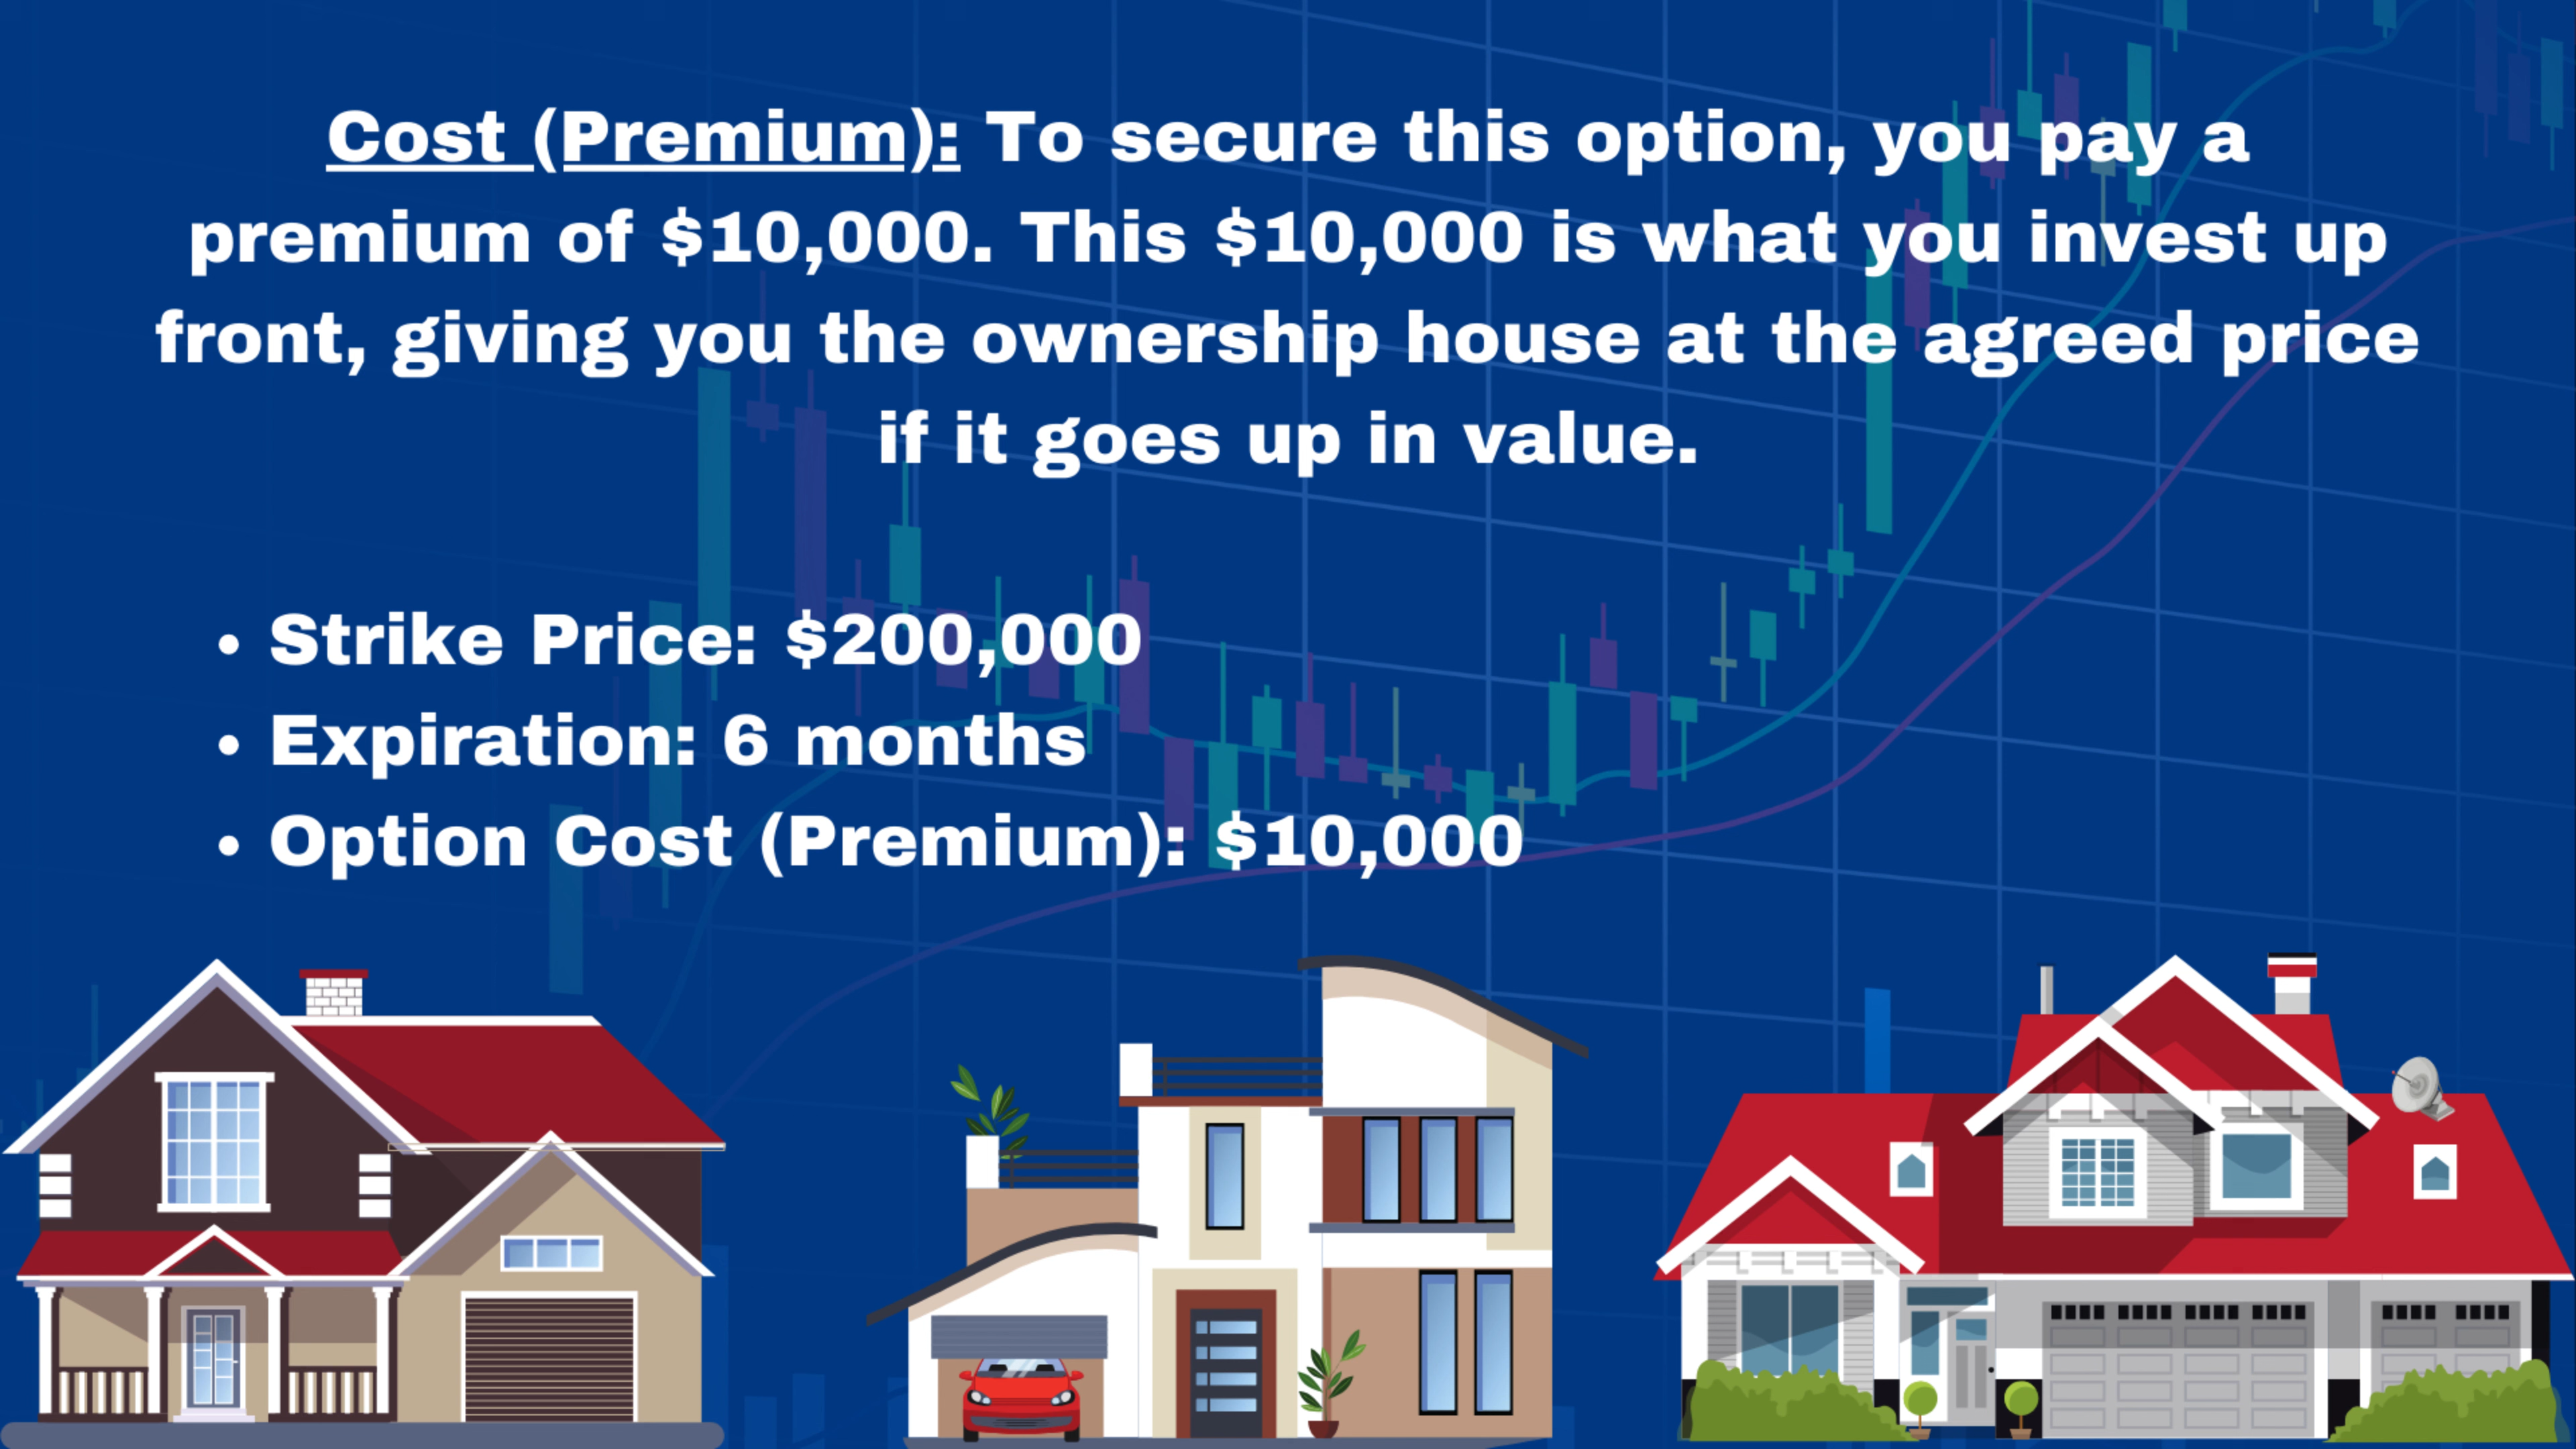 Cost (Premium): To secure this option, you pay a
premium of $10,000. This $10,000 is what you invest up
front, giving you the ownership house at the agreed price
if it goes up in value.
• Strike Price: $200,000
• Expiration: 6 months
• Option Cost (Premium): $10,000